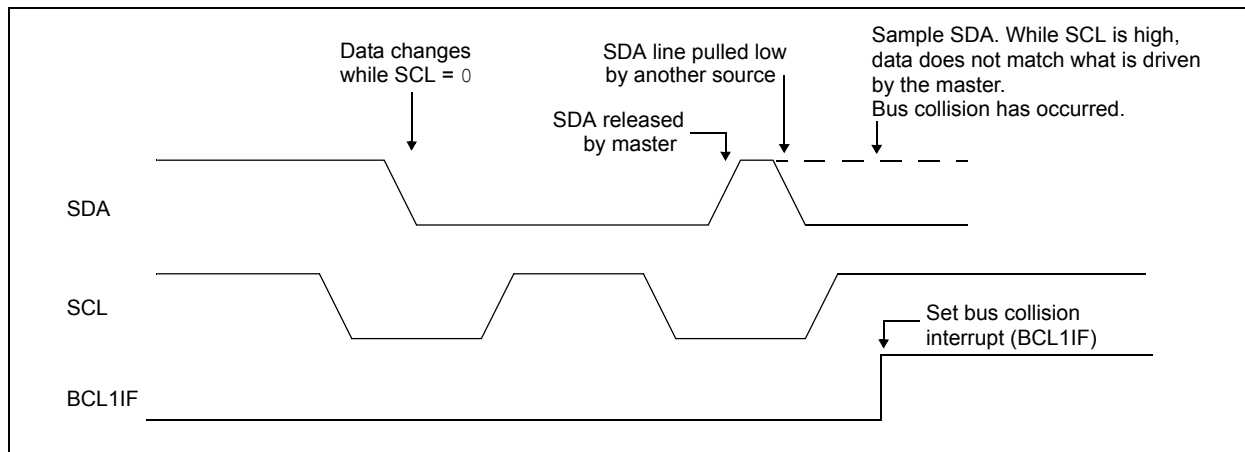 Data changes
while SCL = 0
SDA line pulled low
by another source
Sample SDA. While SCL is high,
data does not match what is driven
by the master.
Bus collision has occurred.
SDA released
by master
SDA
SCL
Set bus collision
interrupt (BCL1IF)
BCL1IF